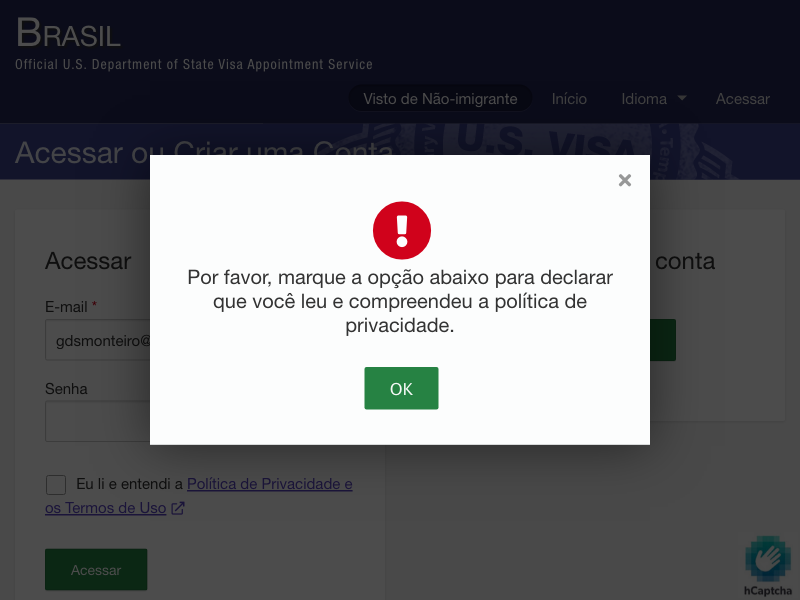 BRASIL
Official U.S. Department of State Visa Appointment Service
Visto de Não-imigrante
Início
Idioma
Acessar
Acessar ou Criar uma Conta
U.S. VISA
×
Por favor, marque a opção abaixo para declarar
que você leu e compreendeu a política de
privacidade.
OK
Acessar
conta
E-mail *
gdsmonteiro@
Senha
Eu li e entendi a Política de Privacidade e
os Termos de Uso
Acessar
hCaptcha